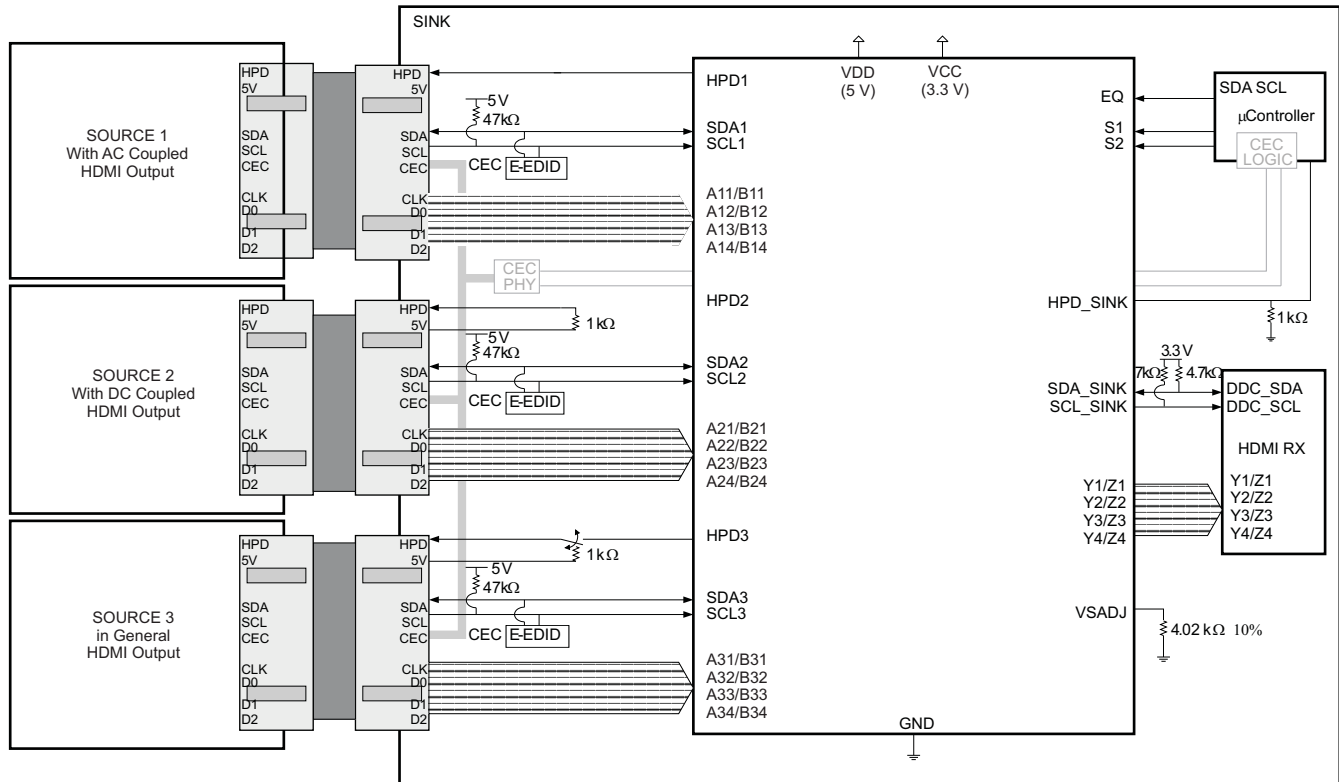 SINK
SOURCE 1
With AC Coupled
HDMI Output
HPD
5V
SDA
SCL
CEC
CLK
D0
D1
D2
HPD
5V
SDA
SCL
CEC
CLK
D0
D1
D2
5V
47kΩ
CEC
E-EDID
CEC
PHY
HPD1
SDA1
SCL1
A11/B11
A12/B12
A13/B13
A14/B14
SOURCE 2
With DC Coupled
HDMI Output
HPD
5V
SDA
SCL
CEC
CLK
D0
D1
D2
HPD
5V
SDA
SCL
CEC
CLK
D0
D1
D2
1kΩ
5V
47kΩ
CEC
E-EDID
HPD2
SDA2
SCL2
A21/B21
A22/B22
A23/B23
A24/B24
SOURCE 3
in General
HDMI Output
HPD
5V
SDA
SCL
CEC
CLK
D0
D1
D2
HPD
5V
SDA
SCL
CEC
CLK
D0
D1
D2
1kΩ
5V
47kΩ
CEC
E-EDID
HPD3
SDA3
SCL3
A31/B31
A32/B32
A33/B33
A34/B34
VDD
(5 V)
VCC
(3.3 V)
EQ
S1
S2
HPD_SINK
SDA_SINK
SCL_SINK
Y1/Z1
Y2/Z2
Y3/Z3
Y4/Z4
VSADJ
GND
SDA SCL
µController
CEC
LOGIC
1kΩ
3.3V
7kΩ 4.7kΩ
DDC_SDA
DDC_SCL
HDMI RX
Y1/Z1
Y2/Z2
Y3/Z3
Y4/Z4
4.02 kΩ 10%